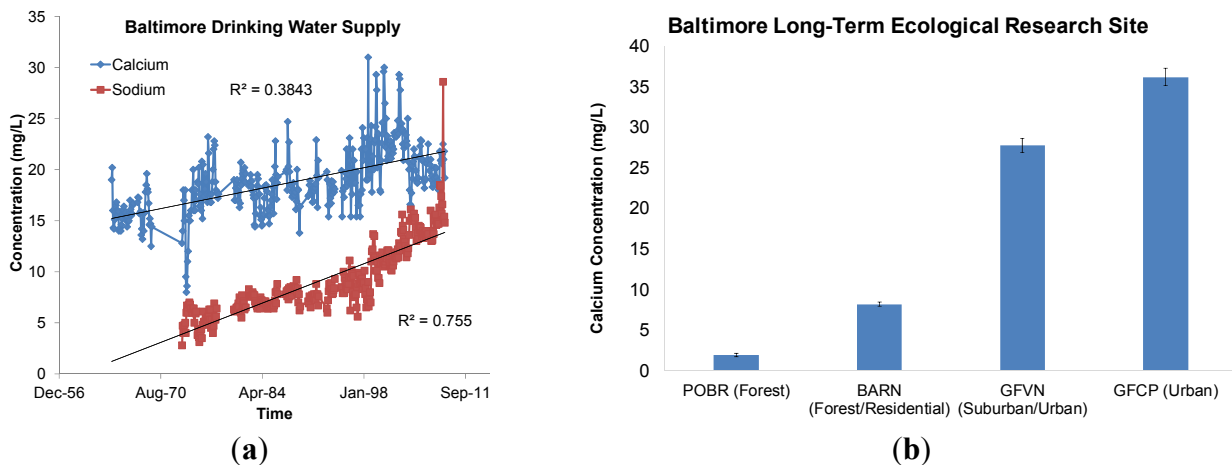 Baltimore Drinking Water Supply
Calcium
Sodium
R² = 0.3843
R² = 0.755
Concentration (mg/L)
35
30
25
20
15
10
5
0
Dec-56 Aug-70 Apr-84 Jan-98 Sep-11
Time
(a)
Baltimore Long-Term Ecological Research Site
Calcium Concentration (mg/L)
40
35
30
25
20
15
10
5
0
POBR (Forest) BARN GFVN GFCP (Urban)
(Forest/Residential) (Suburban/Urban)
(b)